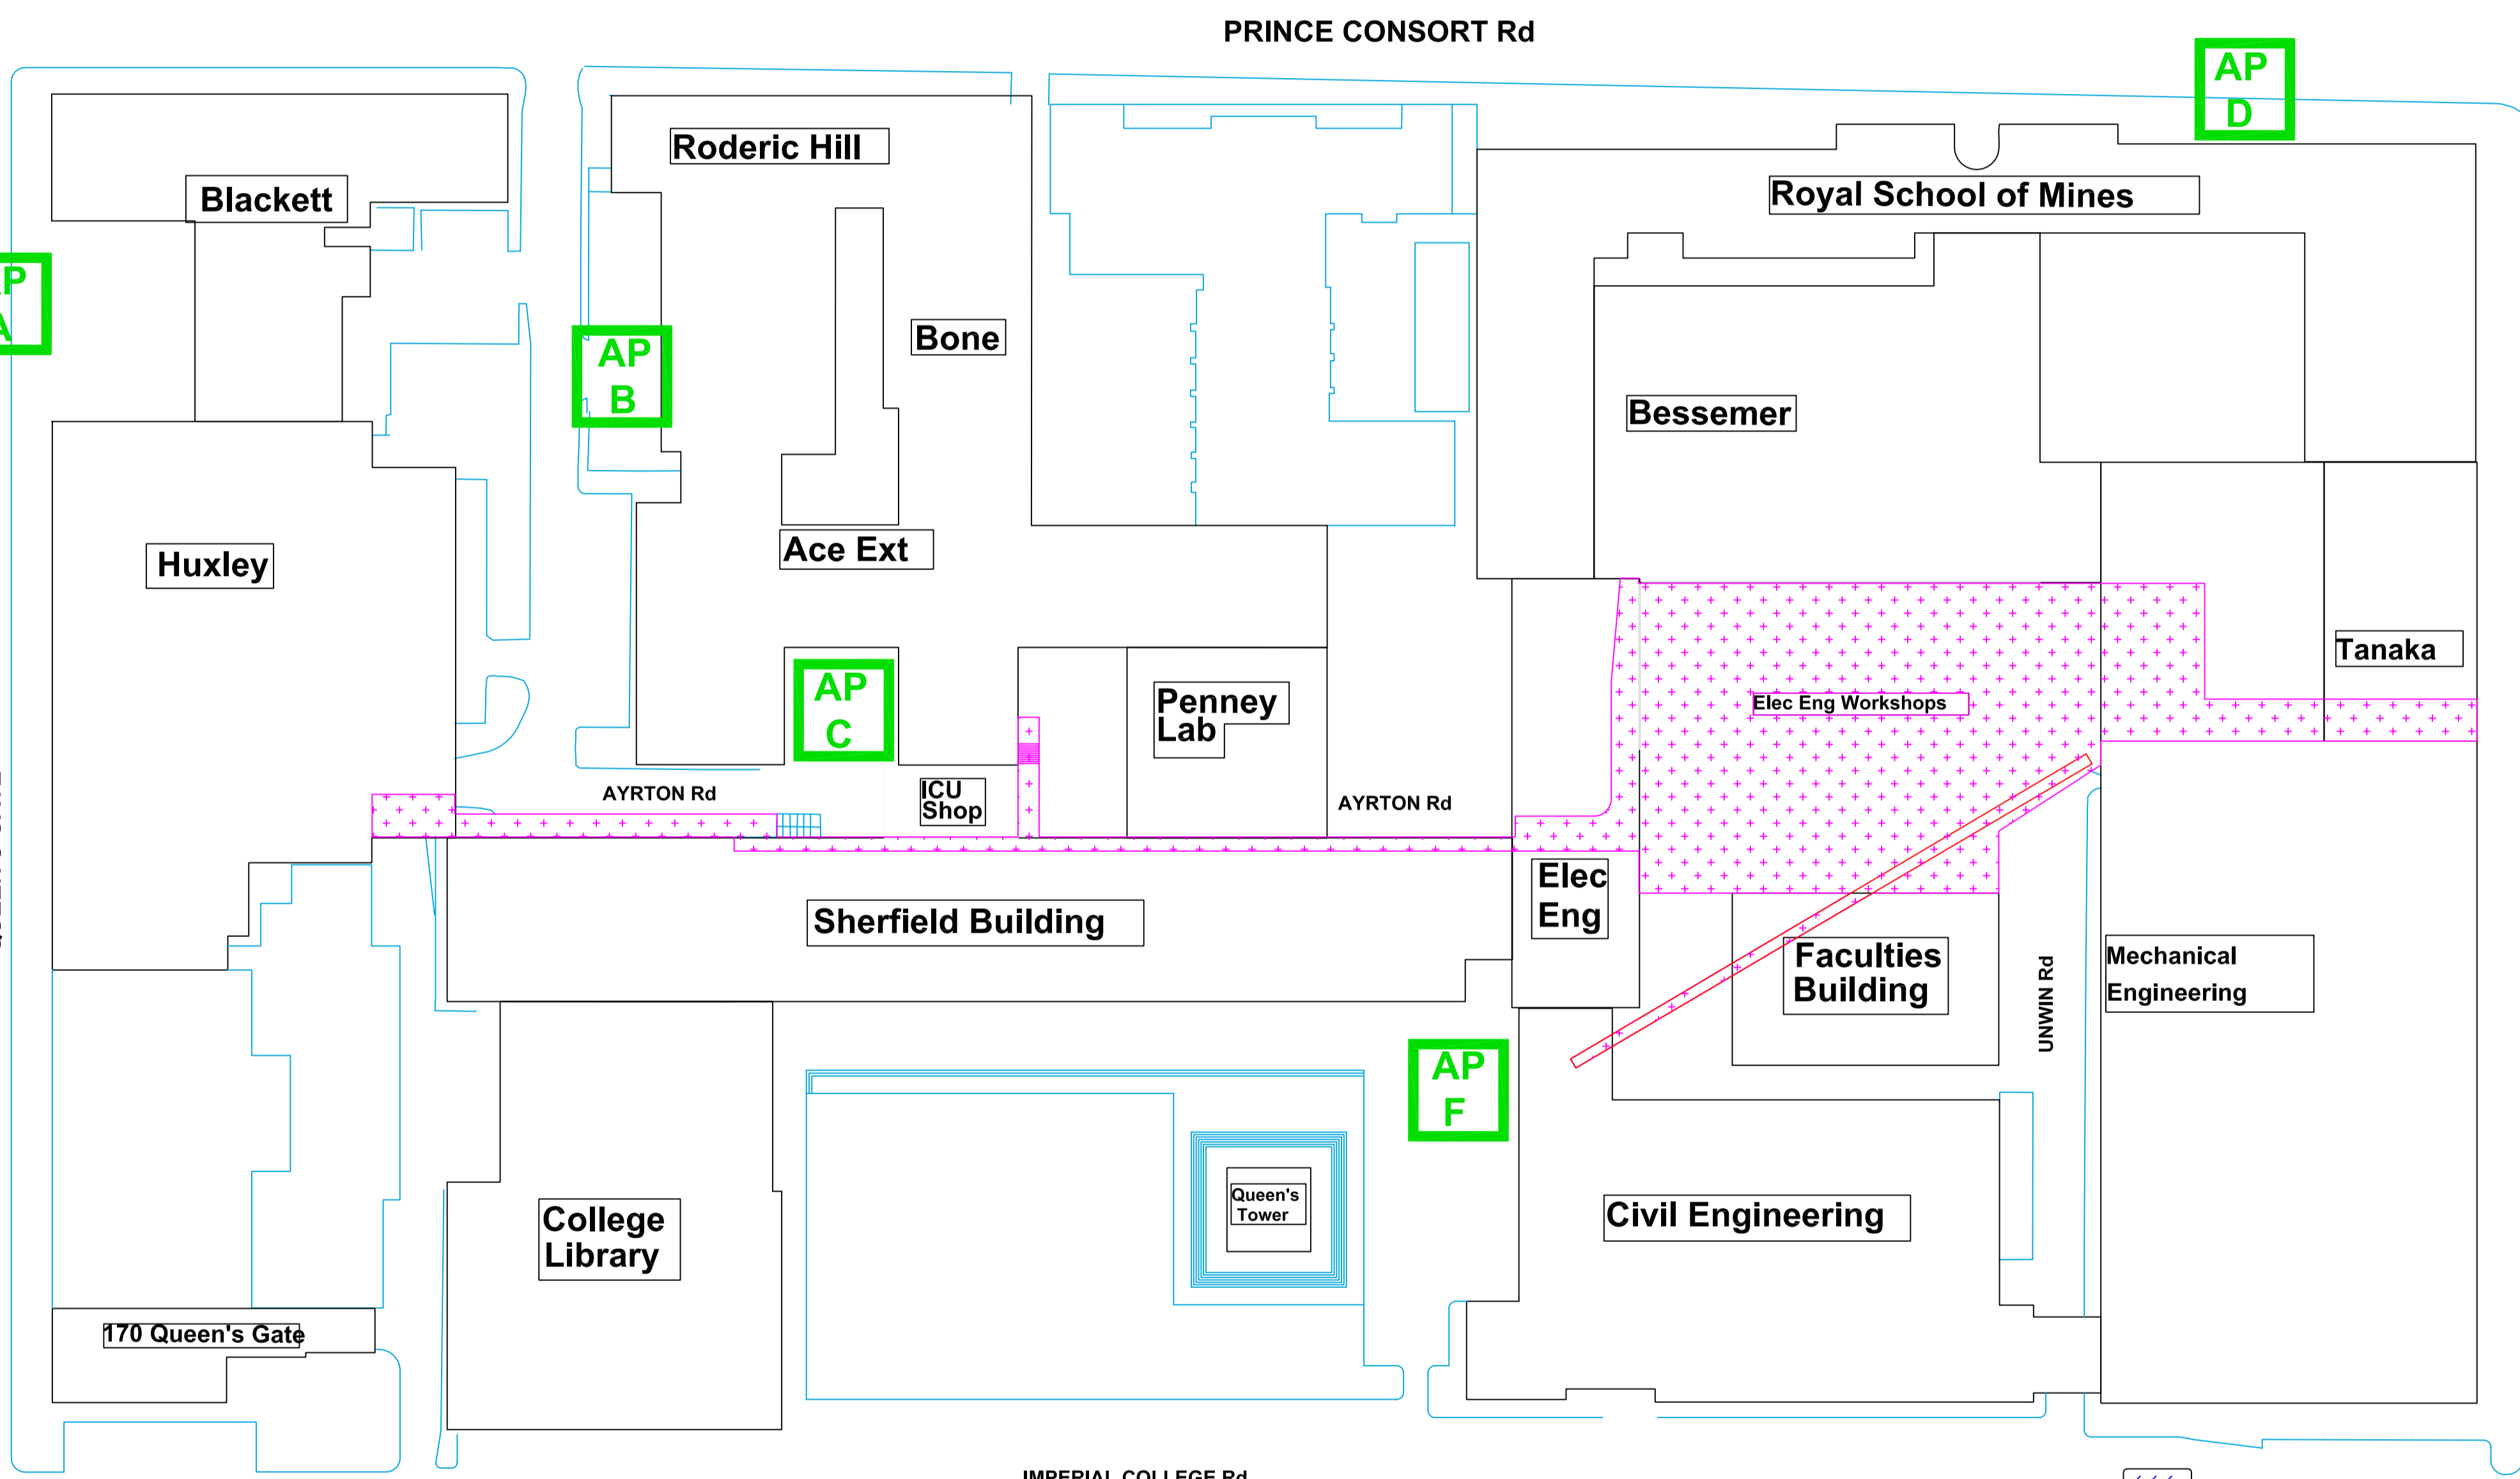 PRINCE CONSORT Rd
AP
D
Roderic Hill
Blackett
Royal School of Mines
P
A
Bone
AP
B
Bessemer
Ace Ext
Huxley
Tanaka
AP
C
Penney
Lab
Elec Eng Workshops
AYRTON Rd
ICU
Shop
AYRTON Rd
Elec
Eng
Sherfield Building
Faculties
Building
UNWIN Rd
Mechanical
Engineering
AP
F
Queen's
Tower
College
Library
Civil Engineering
170 Queen's Gate
IMPERIAL COLLEGE Rd